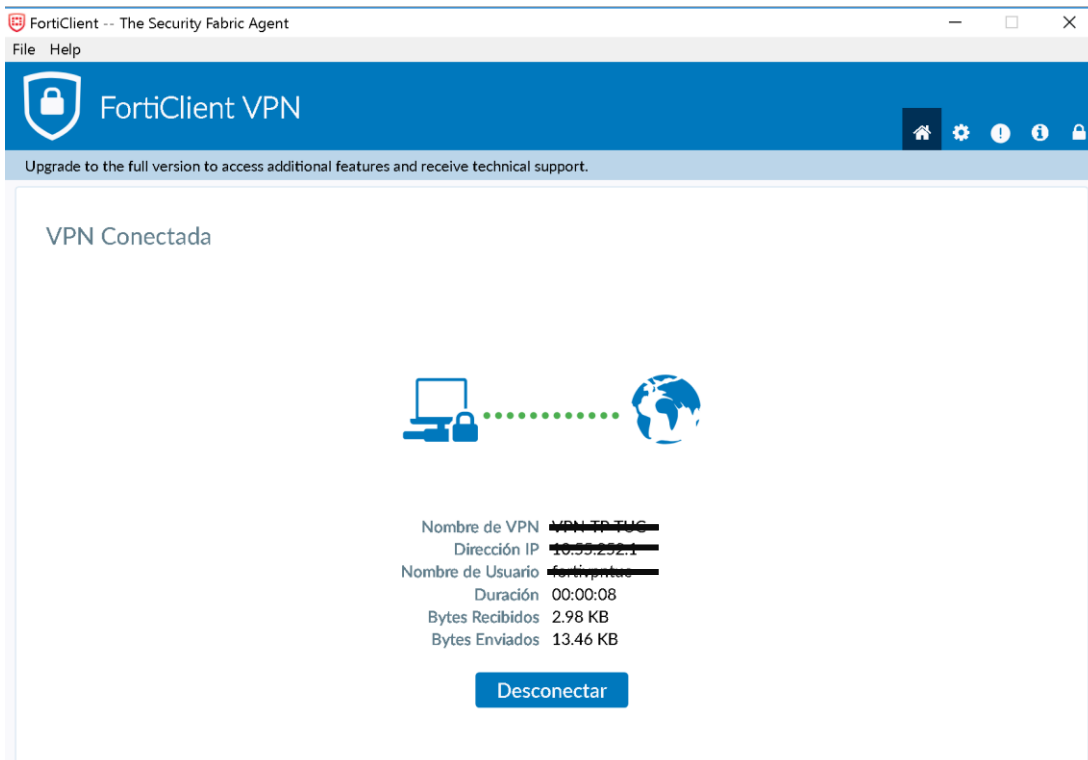 FortiClient -- The Security Fabric Agent
File Help
FortiClient VPN
Upgrade to the full version to access additional features and receive technical support.
VPN Conectada
Nombre de VPN
Dirección IP
Nombre de Usuario
Duración 00:00:08
Bytes Recibidos 2.98 KB
Bytes Enviados 13.46 KB
Desconectar